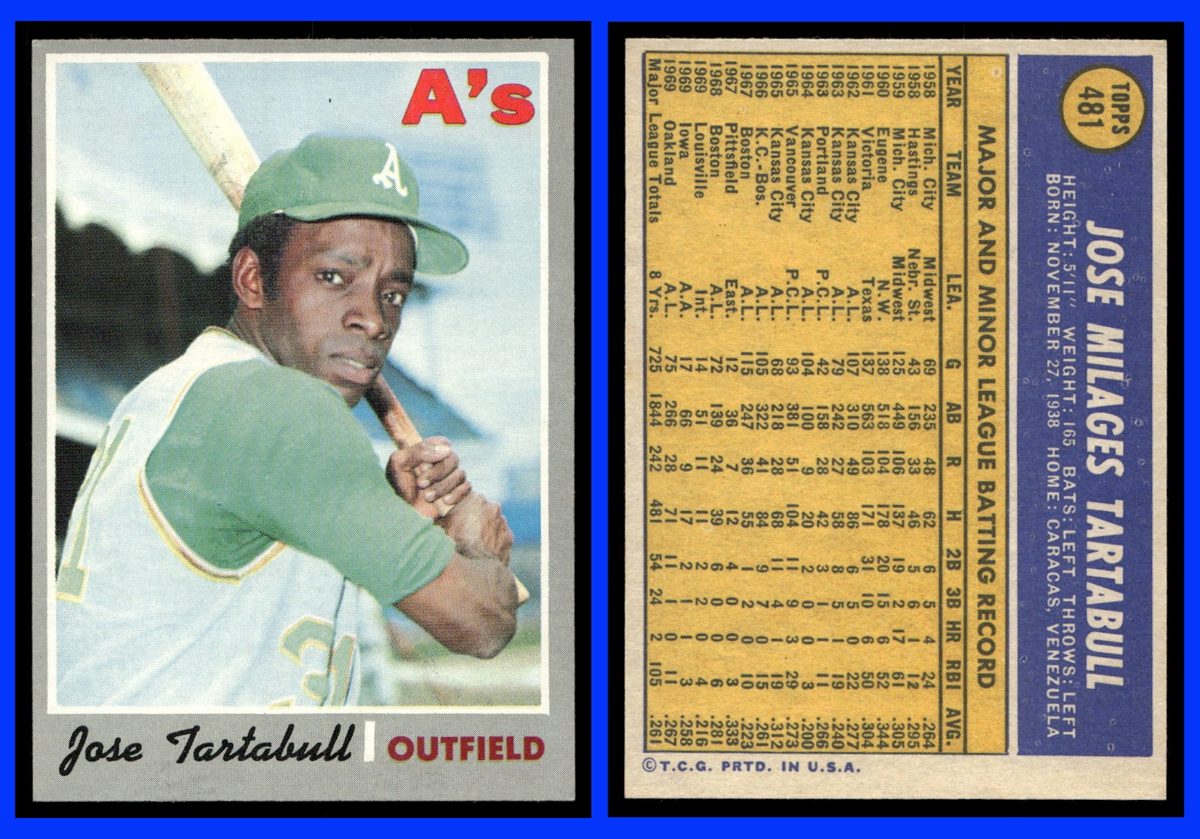 A's
A
21
3
Jose Tartabull
OUTFIELD
TOPPS
481
JOSE MILAGES TARTABULL
HEIGHT: 5'11" WEIGHT: 165 BATS: LEFT THROWS: LEFT
BORN: NOVEMBER 27, 1938 HOME: CARACAS, VENEZUELA
MAJOR AND MINOR LEAGUE BATTING RECORD
YEAR TEAM LEA. G AB R H 2B 3B HR RBI AVG.
1958 Mich. City Midwest 69 235 48 62 6 5 4 24 .264
1958 Hastings Nebr. St. 43 156 33 46 5 6 1 12 .295
1959 Mich. City Midwest 125 449 106 137 19 2 17 61 .305
1960 Eugene N.W. 138 518 104 178 20 15 6 52 .344
1961 Victoria Texas 137 563 103 171 31 10 6 50 .304
1962 Kansas City A.L. 107 310 49 86 6 5 0 22 .277
1963 Kansas City A.L. 79 242 27 58 8 5 1 19 .240
1963 Portland P.C.L. 42 158 28 42 3 1 1 11 .266
1964 Kansas City A.L. 104 100 9 20 2 0 0 3 .200
1965 Vancouver P.C.L. 93 381 51 104 11 9 3 29 .273
1965 Kansas City A.L. 68 218 28 68 11 4 1 19 .312
1966 K.C.-Bos. A.L. 105 322 41 84 9 7 0 15 .261
1967 Boston A.L. 115 247 36 55 1 2 0 10 .223
1967 Pittsfield East. 12 36 7 12 4 0 0 3 .333
1968 Boston A.L. 72 139 24 39 6 0 0 6 .281
1969 Louisville Int. 14 51 11 11 2 1 0 4 .216
1969 Iowa A.A. 66 9 17 1 1 1 3 .258
1969 Oakland A.L. 75 266 28 71 11 1 0 11 .267
Major League Totals 8 Yrs. 725 1844 242 481 54 24 2 105 .261
©T.C.G. PRTD. IN U.S.A.